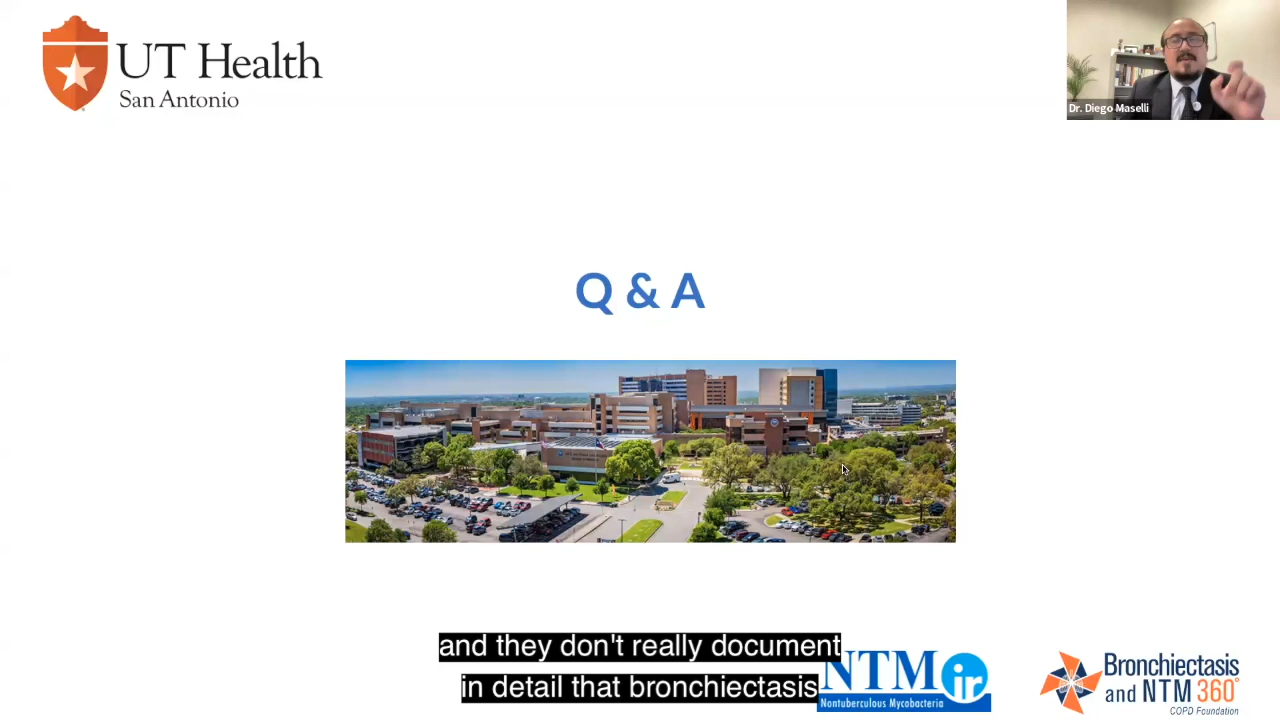 UT Health
San Antonio
Dr. Diego Maselli
Q & A
and they don't really document
in detail that bronchiectasis
NTM ir
Nontuberculous Mycobacteria
Bronchiectasis
and NTM 360°
COPD Foundation